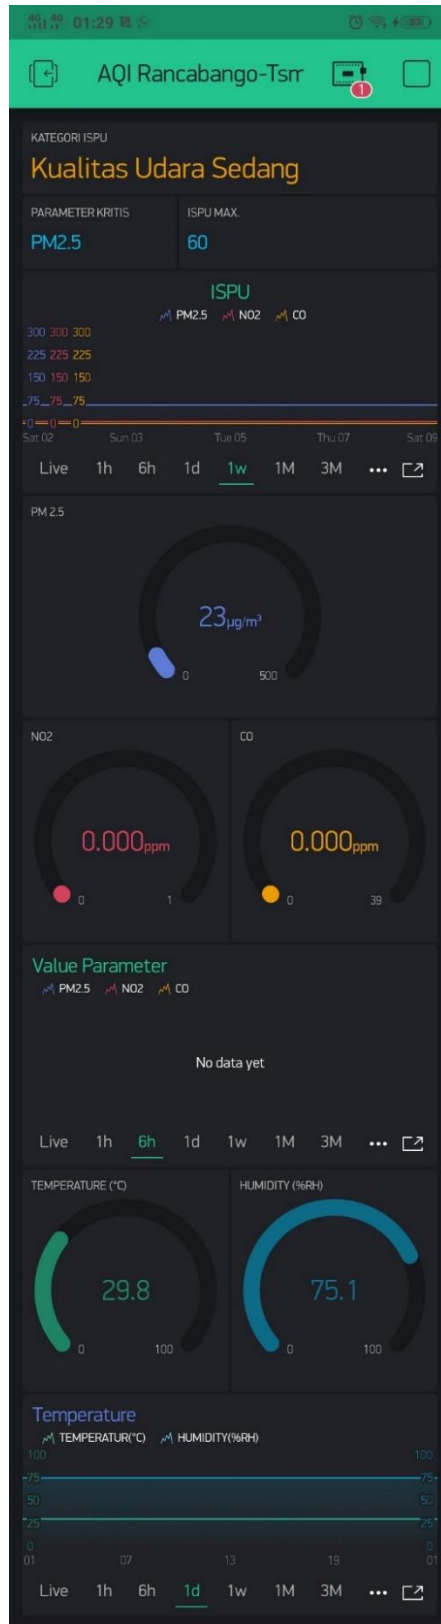 4G 4G 01:29
AQI Rancabango-Tsm
1
KATEGORI ISPU
Kualitas Udara Sedang
PARAMETER KRITIS ISPU MAX.
PM2.5 60
ISPU
PM2.5 NO2 CO
300 300 300
225 225 225
150 150 150
75 75 75
0 0 0
Sat 02 Sun 03 Tue 05 Thu 07 Sat 09
Live 1h 6h 1d 1w 1M 3M •••
PM 2.5
23µg/m³
0 500
NO2 CO
0.000ppm 0.000ppm
0 1 0 39
Value Parameter
PM2.5 NO2 CO
No data yet
Live 1h 6h 1d 1w 1M 3M •••
TEMPERATURE (°C) HUMIDITY (%RH)
29.8 75.1
0 100 0 100
Temperature
TEMPERATUR(°C) HUMIDITY(%RH)
100 100
75 75
50 50
25 25
0 0
01 07 13 19 01
Live 1h 6h 1d 1w 1M 3M •••